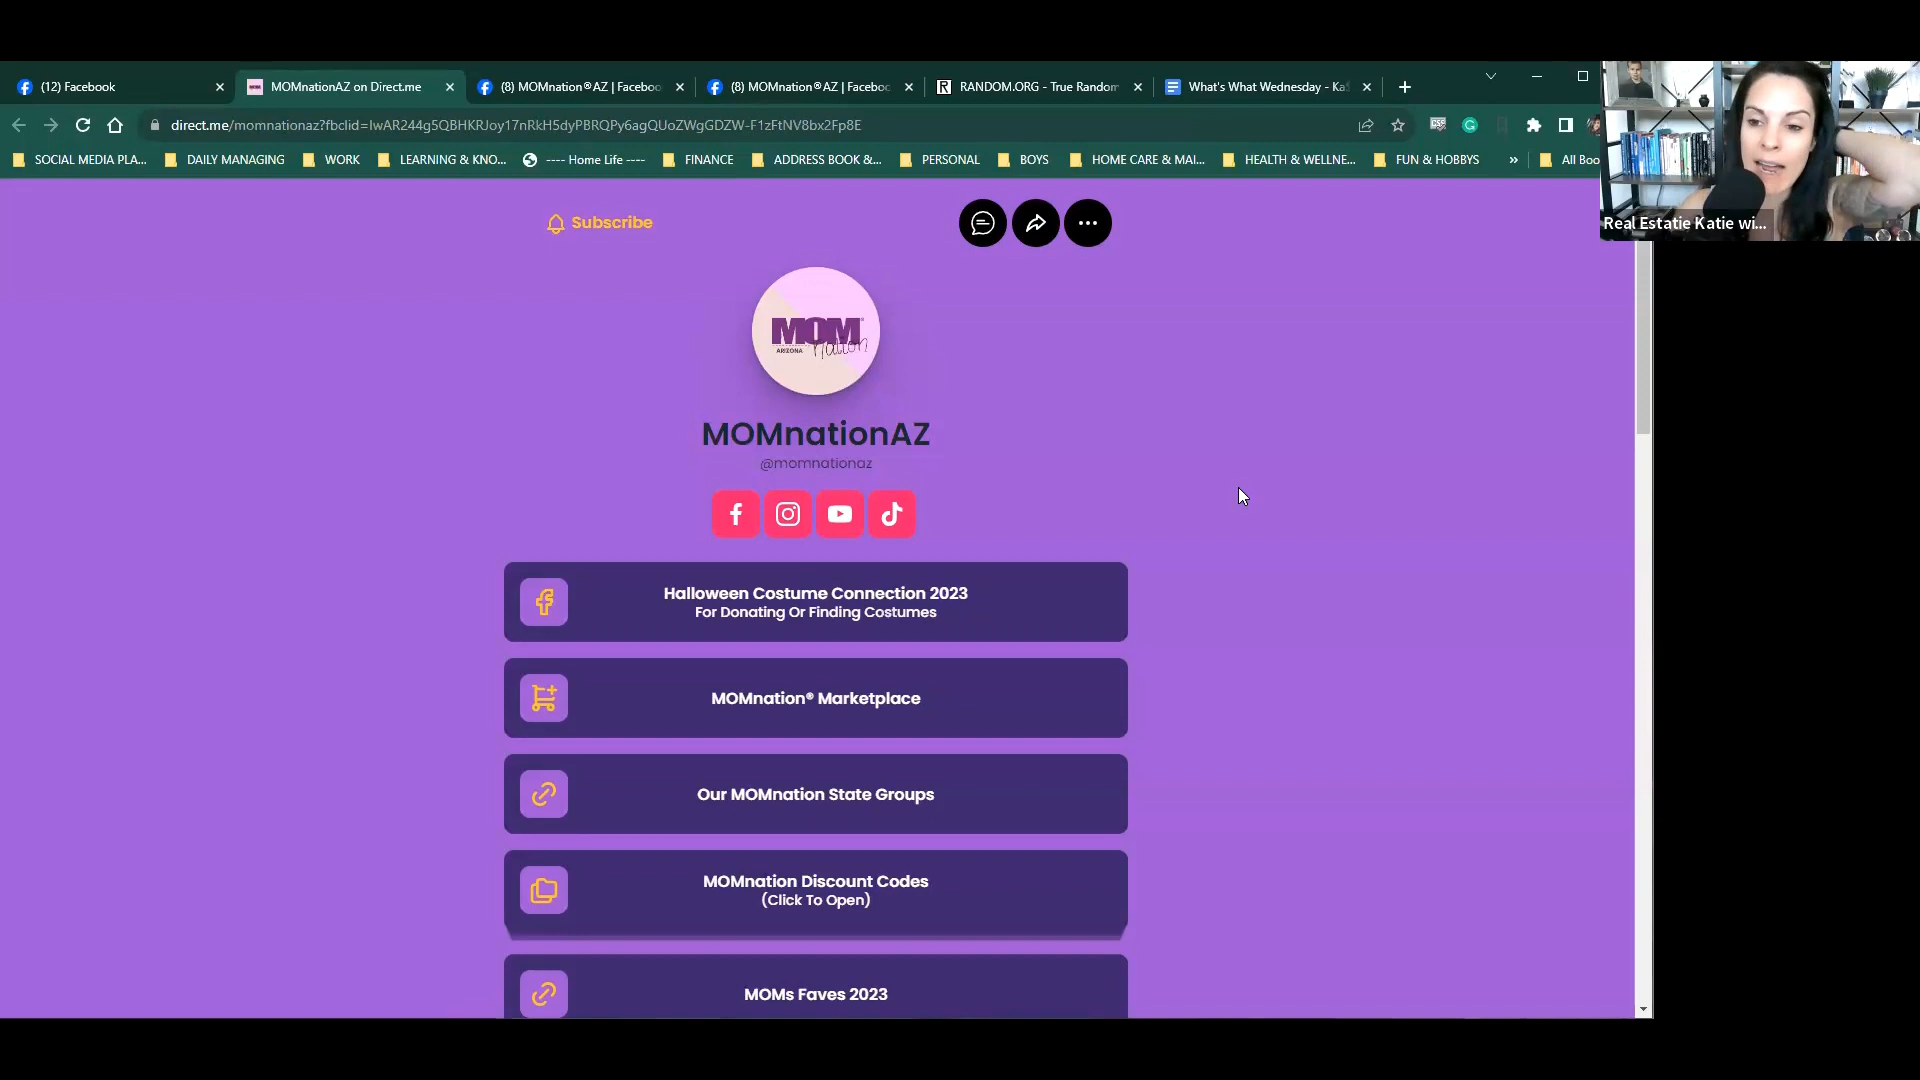 (12) Facebook
MOMnationAZ on Direct.me
(8) MOMnation®AZ | Faceboo
(8) MOMnation®AZ | Faceboc
RANDOM.ORG - True Random
What's What Wednesday - Ka
direct.me/momnationaz?fbclid=IwAR244g5QBHKRJoy17nRkH5dyPBRQPy6agQUoZWgGDZW-F1zFtNV8bx2Fp8E
SOCIAL MEDIA PLA...
DAILY MANAGING
WORK
LEARNING & KNO...
---- Home Life ----
FINANCE
ADDRESS BOOK &...
PERSONAL
BOYS
HOME CARE & MAI...
HEALTH & WELLNE...
FUN & HOBBYS
»
All Boo
Real Estatie Katie wi...
Subscribe
MOM
ARIZONA nation
MOMnationAZ
@momnationaz
Halloween Costume Connection 2023
For Donating Or Finding Costumes
MOMnation® Marketplace
Our MOMnation State Groups
MOMnation Discount Codes
(Click To Open)
MOMs Faves 2023